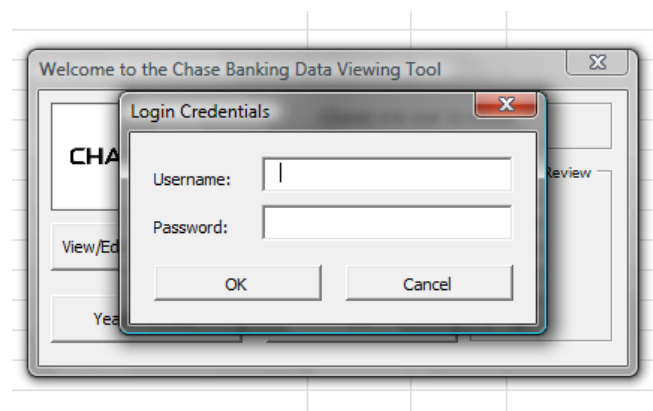 Welcome to the Chase Banking Data Viewing Tool
Login Credentials
CHA
Username:
Review
Password:
View/Ed
OK Cancel
Yea